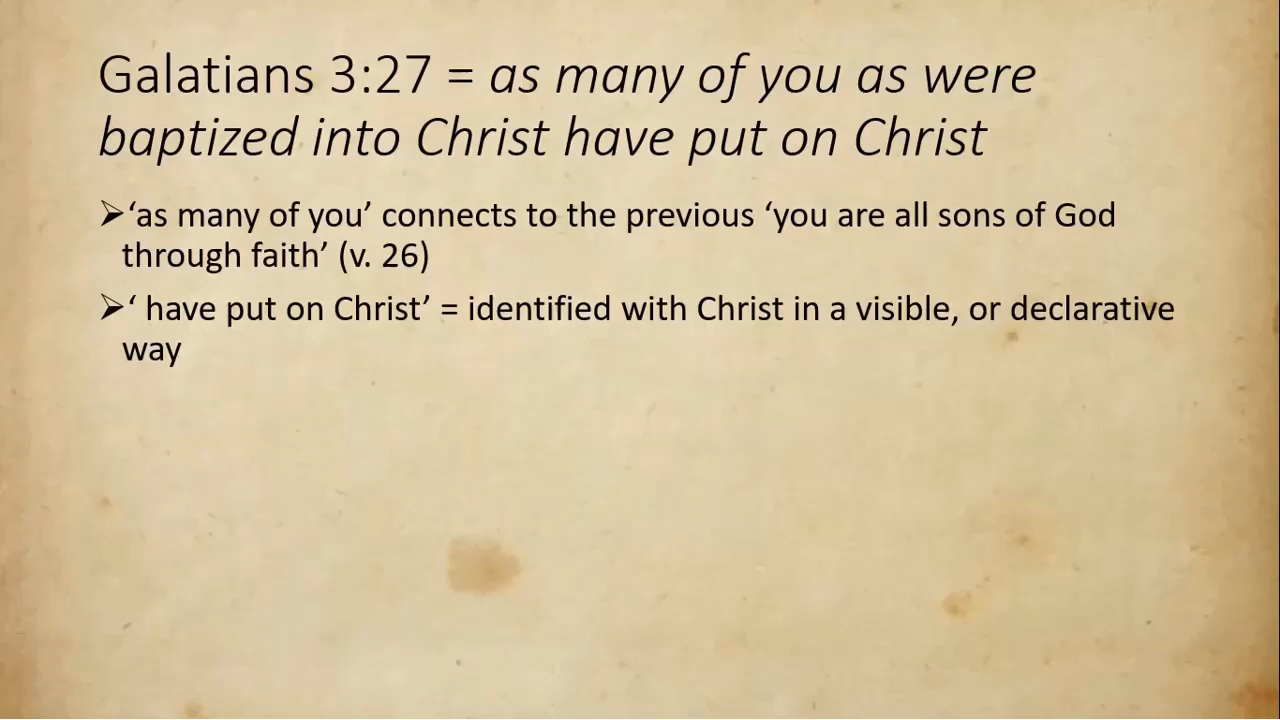 Galatians 3:27 = as many of you as were
baptized into Christ have put on Christ
➢‘as many of you’ connects to the previous ‘you are all sons of God
through faith’ (v. 26)
➢‘ have put on Christ’ = identified with Christ in a visible, or declarative
way